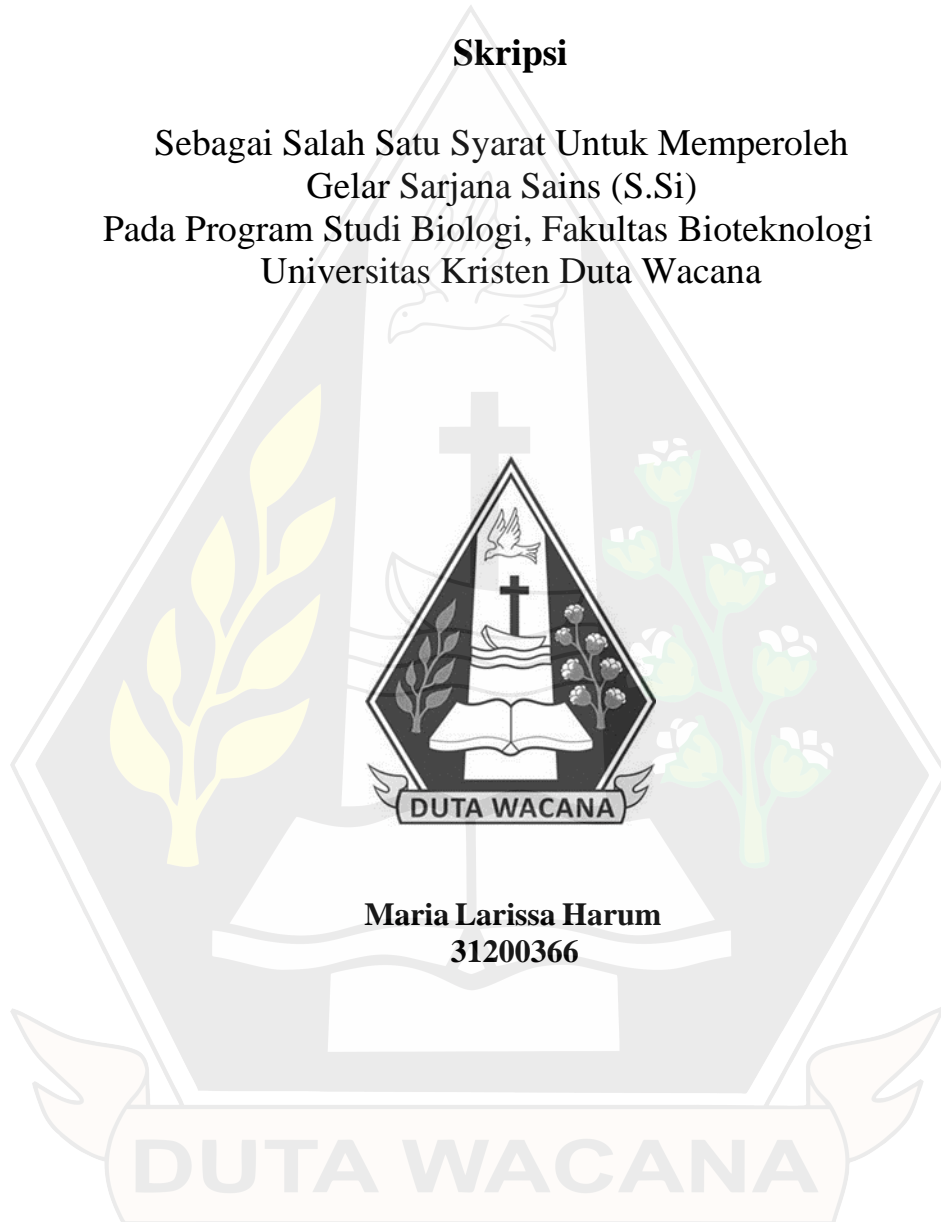 Skripsi
Sebagai Salah Satu Syarat Untuk Memperoleh
Gelar Sarjana Sains (S.Si)
Pada Program Studi Biologi, Fakultas Bioteknologi
Universitas Kristen Duta Wacana
DUTA WACANA
Maria Larissa Harum
31200366
DUTA WACANA